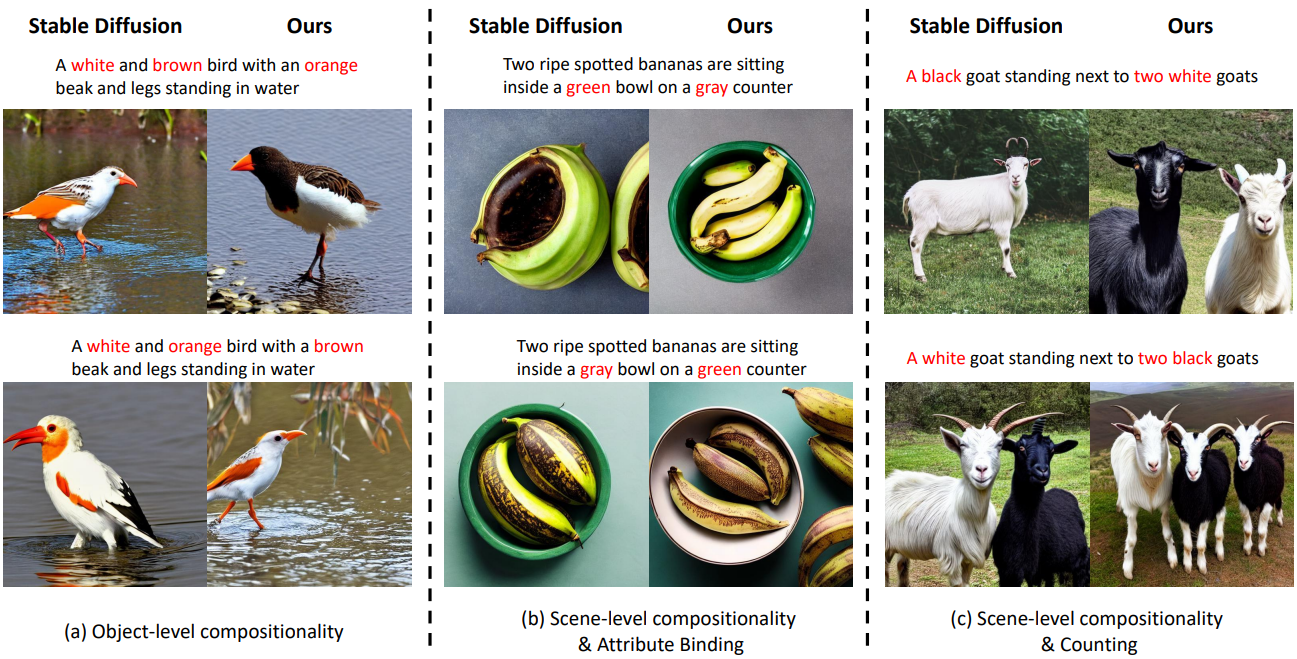 Stable Diffusion
Ours
A white and brown bird with an orange
beak and legs standing in water
A white and orange bird with a brown
beak and legs standing in water
(a) Object-level compositionality
Stable Diffusion
Ours
Two ripe spotted bananas are sitting
inside a green bowl on a gray counter
Two ripe spotted bananas are sitting
inside a gray bowl on a green counter
(b) Scene-level compositionality
& Attribute Binding
Stable Diffusion
Ours
A black goat standing next to two white goats
A white goat standing next to two black goats
(c) Scene-level compositionality
& Counting